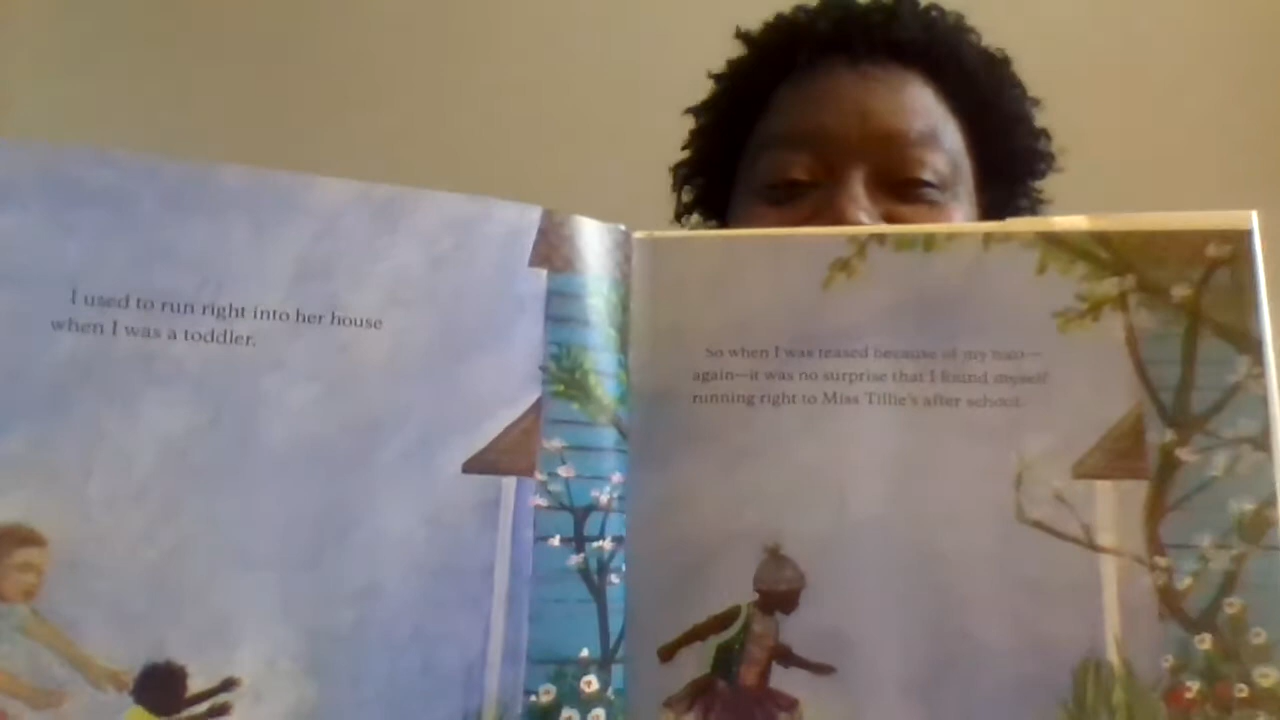 I used to run right into her house
when I was a toddler.
So when I was teased because of my hair—
again—it was no surprise that I found myself
running right to Miss Tillie's after school.